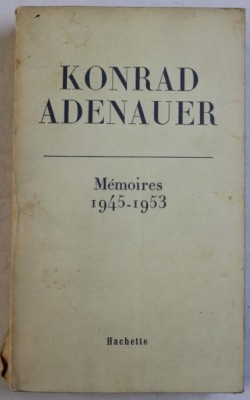 KONRAD
ADENAUER
Mémoires
1945-1953
Hachette